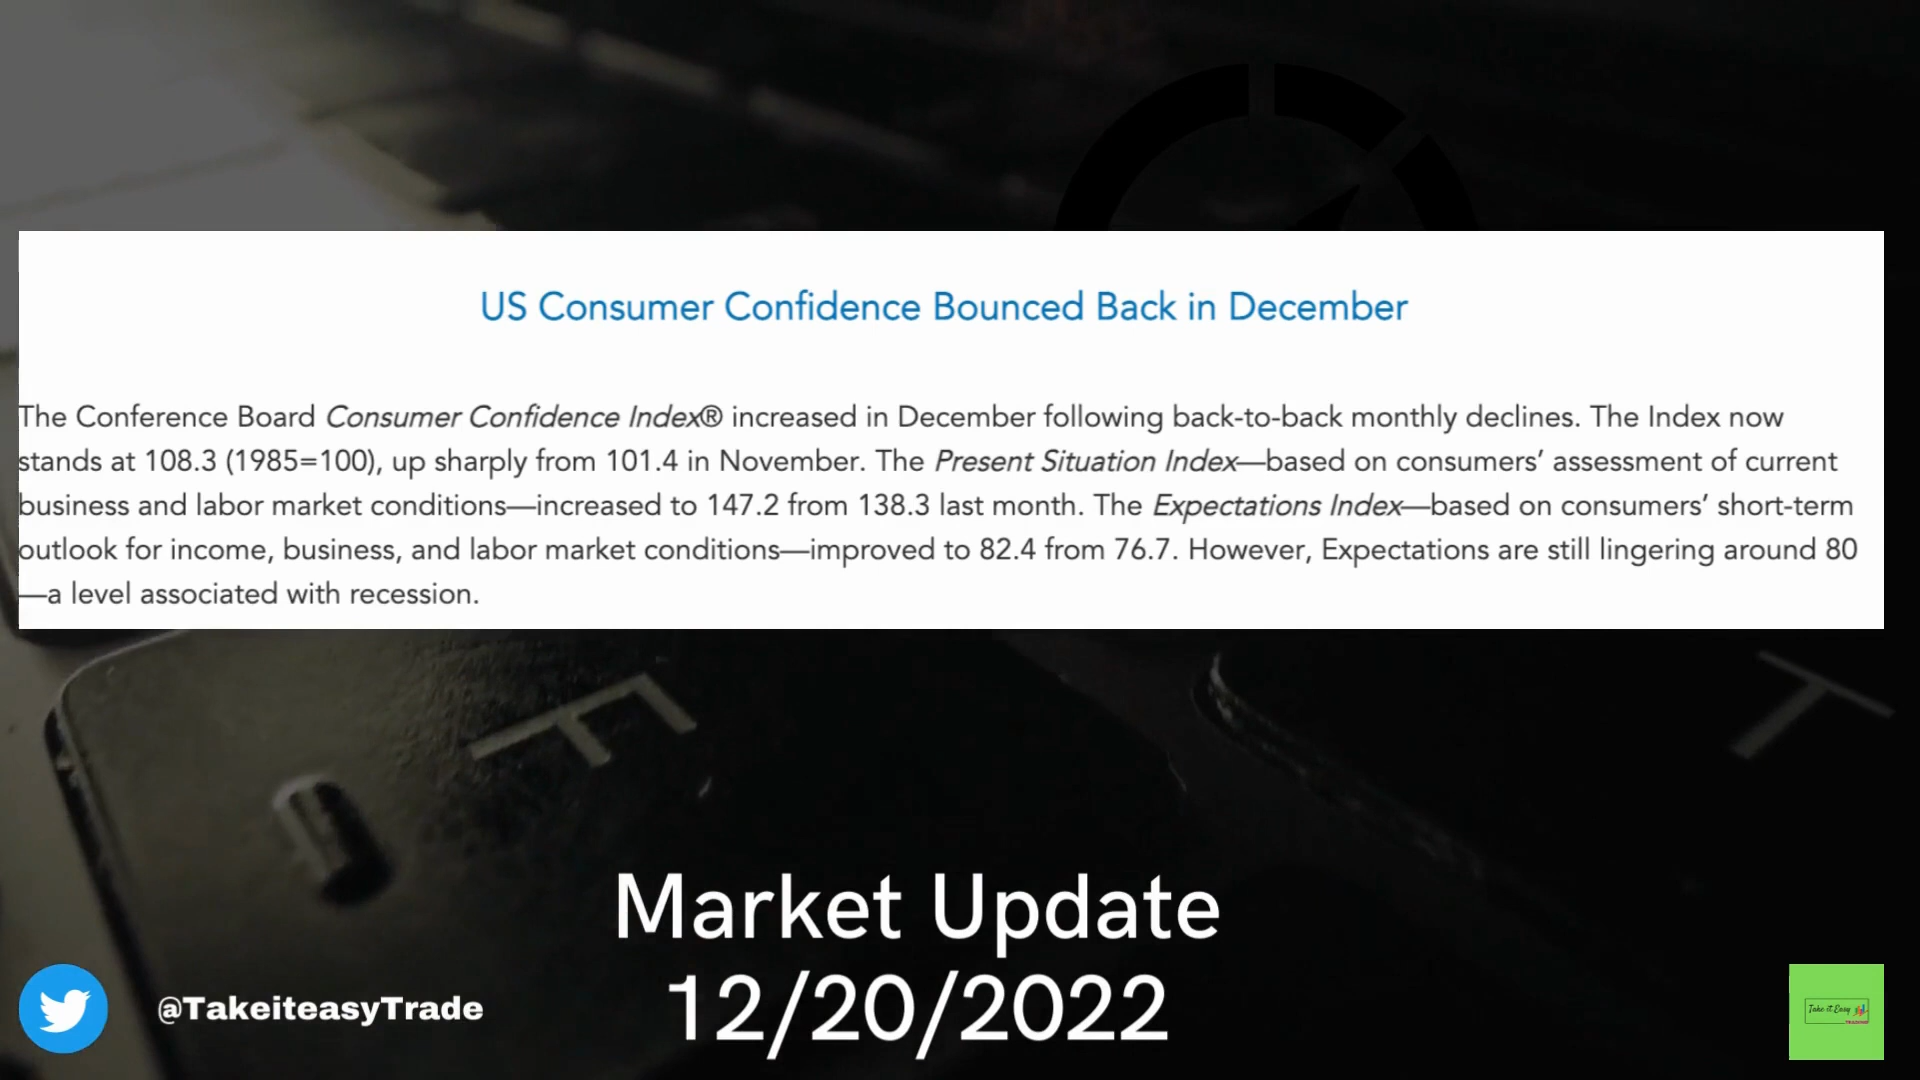 US Consumer Confidence Bounced Back in December
The Conference Board Consumer Confidence Index® increased in December following back-to-back monthly declines. The Index now
stands at 108.3 (1985=100), up sharply from 101.4 in November. The Present Situation Index—based on consumers’ assessment of current
business and labor market conditions—increased to 147.2 from 138.3 last month. The Expectations Index—based on consumers’ short-term
outlook for income, business, and labor market conditions—improved to 82.4 from 76.7. However, Expectations are still lingering around 80
—a level associated with recession.
F
Market Update
12/20/2022
@TakeiteasyTrade
Take it Easy
TRADING